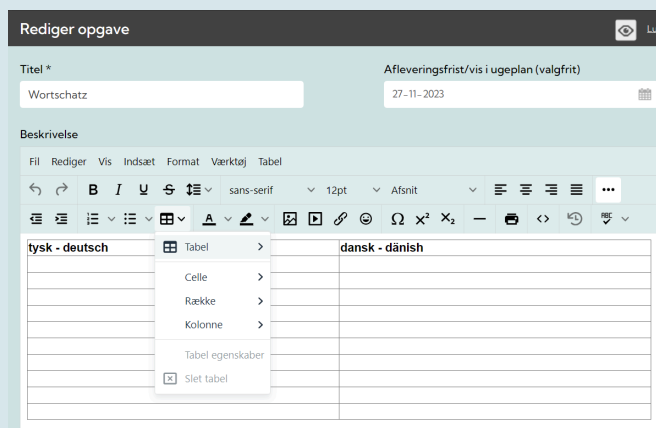 Rediger opgave
Lu
Titel *
Afleveringsfrist/vis i ugeplan (valgfrit)
Wortschatz
27-11-2023
Beskrivelse
Fil Rediger Vis Indsæt Format Værktøj Tabel
B I U S sans-serif 12pt Afsnit
A Ω x² x₂ ABC
tysk - deutsch
dansk - dänish
Tabel
Celle
Række
Kolonne
Tabel egenskaber
Slet tabel